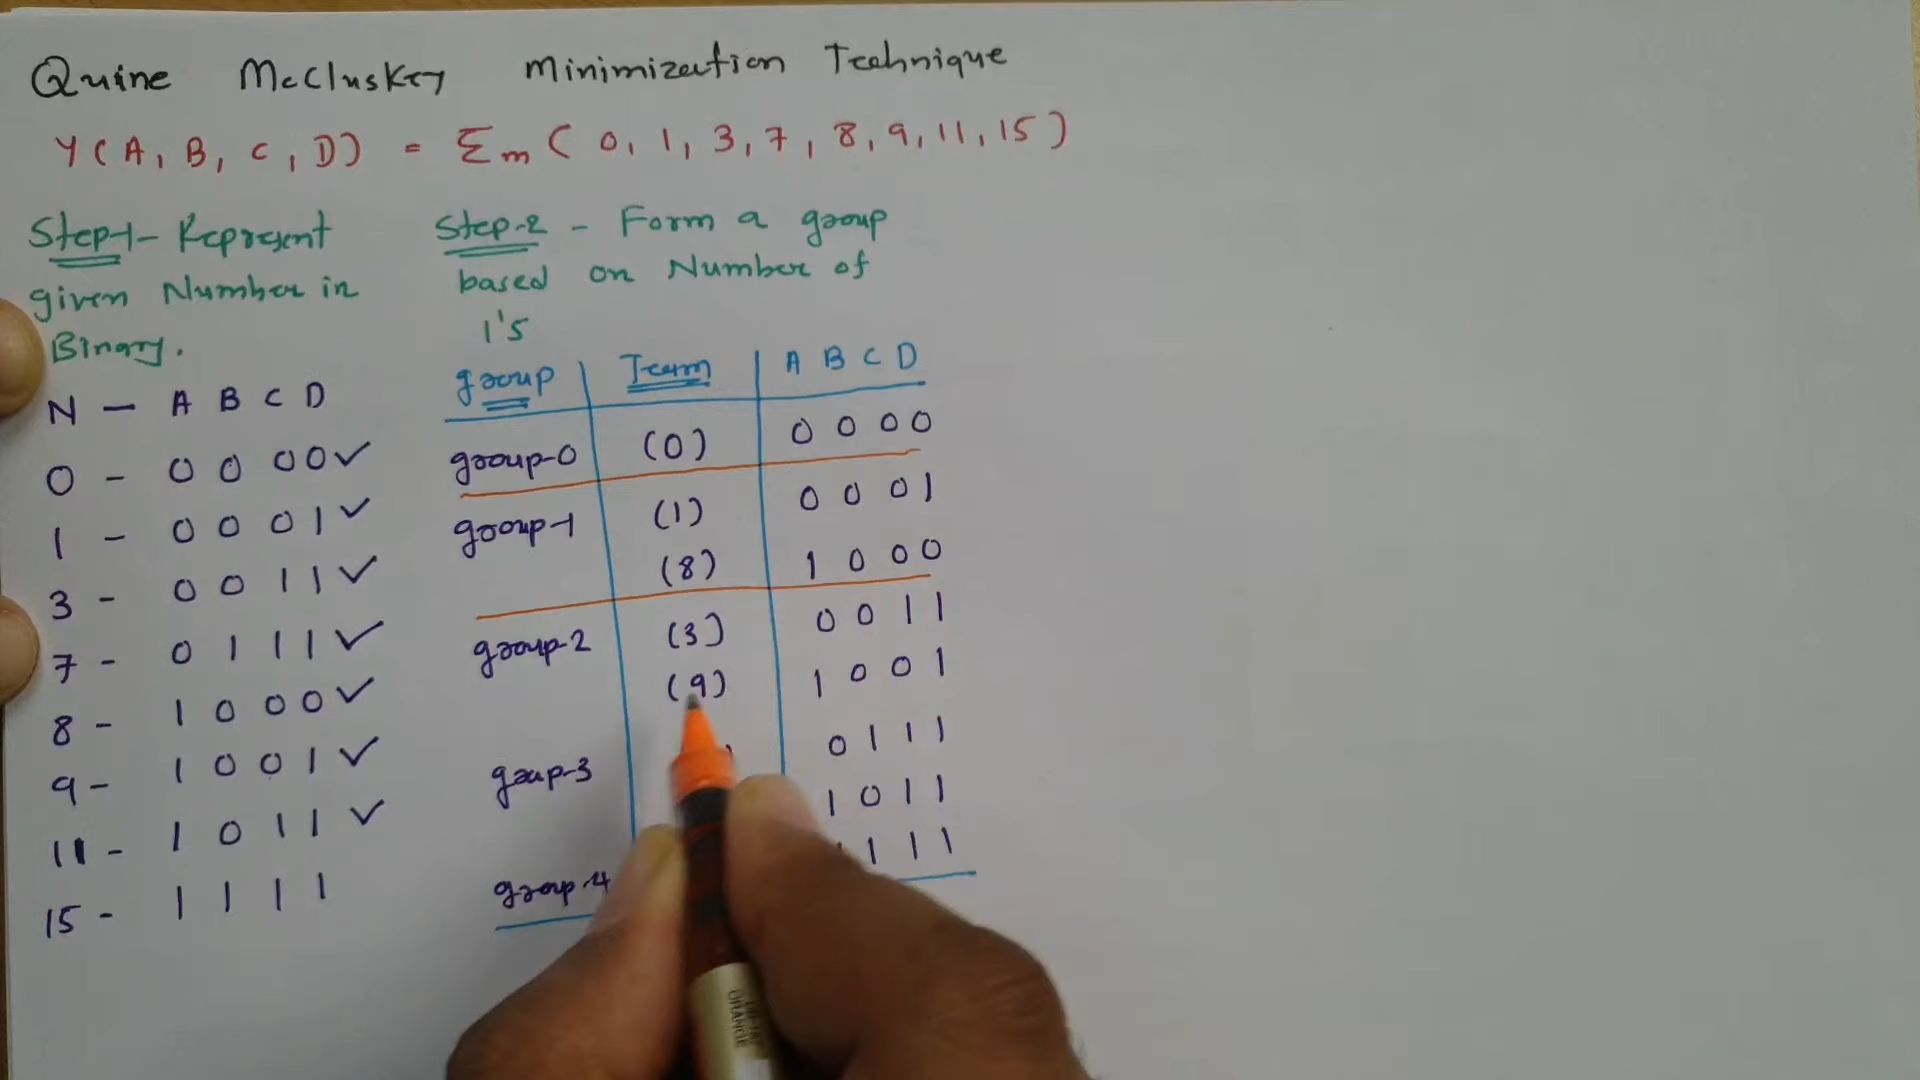 Quine McCluskey Minimization Technique
Y(A, B, C, D) = Σm(0, 1, 3, 7, 8, 9, 11, 15)
Step-1- Represent
given Number in
Binary.
N - A B C D
0 - 0 0 0 0 ✓
1 - 0 0 0 1 ✓
3 - 0 0 1 1 ✓
7 - 0 1 1 1 ✓
8 - 1 0 0 0 ✓
9 - 1 0 0 1 ✓
11 - 1 0 1 1 ✓
15 - 1 1 1 1
Step-2 - Form a group
based on Number of
1's
group Term A B C D
group-0 (0) 0 0 0 0
group-1 (1) 0 0 0 1
(8) 1 0 0 0
group-2 (3) 0 0 1 1
(9) 1 0 0 1
group-3 0 1 1 1
1 0 1 1
group-4 1 1 1